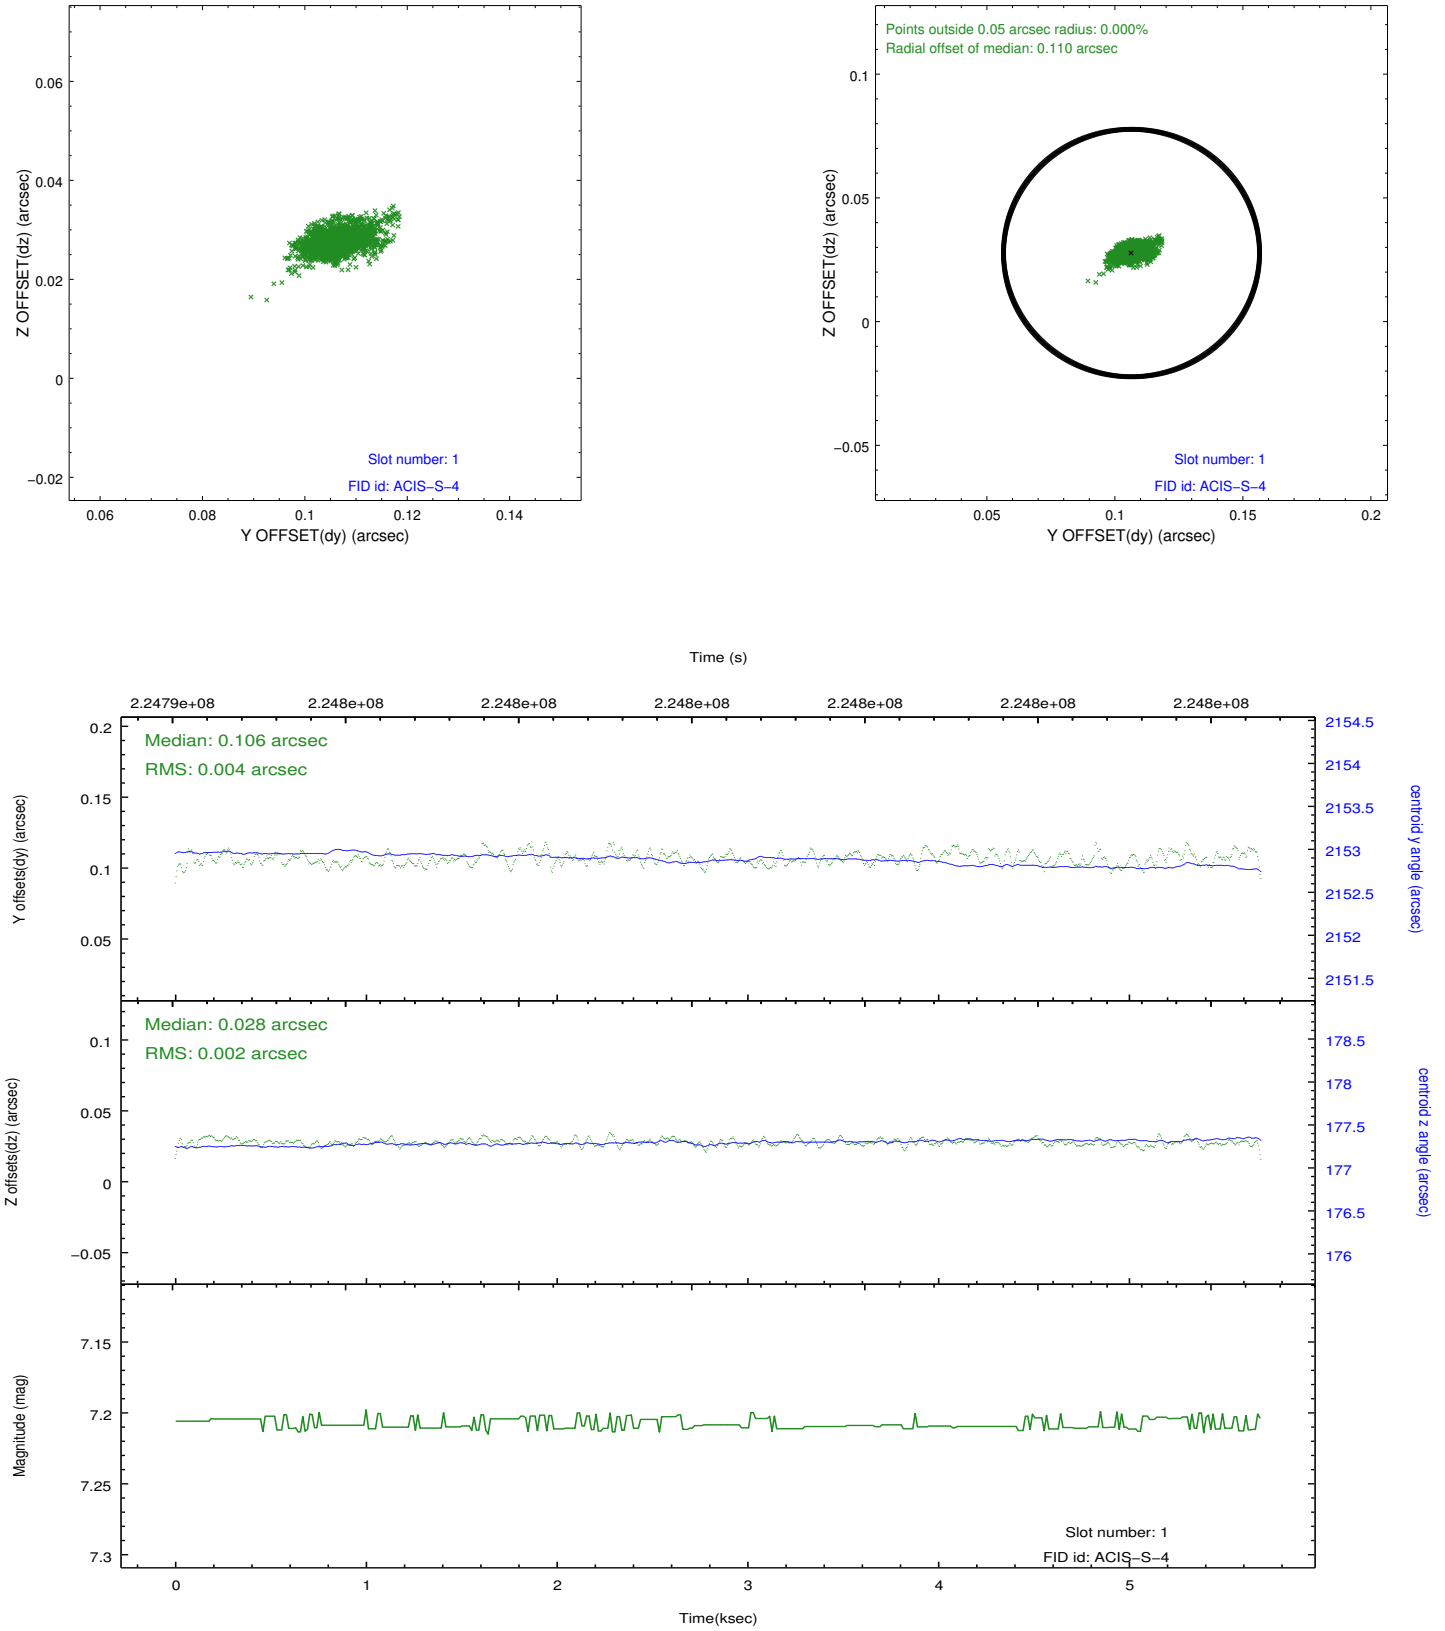 0.06
0.04
0.02
0
−0.02
Z OFFSET(dz) (arcsec)
Slot number: 1
FID id: ACIS−S−4
0.06 0.08 0.1 0.12 0.14
Y OFFSET(dy) (arcsec)
Points outside 0.05 arcsec radius: 0.000%
Radial offset of median: 0.110 arcsec
0.1
0.05
0
−0.05
Z OFFSET(dz) (arcsec)
Slot number: 1
FID id: ACIS−S−4
0.05 0.1 0.15 0.2
Y OFFSET(dy) (arcsec)
Time (s)
2.2479e+08 2.248e+08 2.248e+08 2.248e+08 2.248e+08 2.248e+08 2.248e+08
Median: 0.106 arcsec
RMS: 0.004 arcsec
0.2
0.15
0.1
0.05
Y offsets(dy) (arcsec)
2154.5
2154
2153.5
2153
2152.5
2152
2151.5
centroid y angle (arcsec)
Median: 0.028 arcsec
RMS: 0.002 arcsec
0.1
0.05
0
−0.05
Z offsets(dz) (arcsec)
178.5
178
177.5
177
176.5
176
centroid z angle (arcsec)
7.15
7.2
7.25
7.3
Magnitude (mag)
Slot number: 1
FID id: ACIS−S−4
0 1 2 3 4 5
Time(ksec)